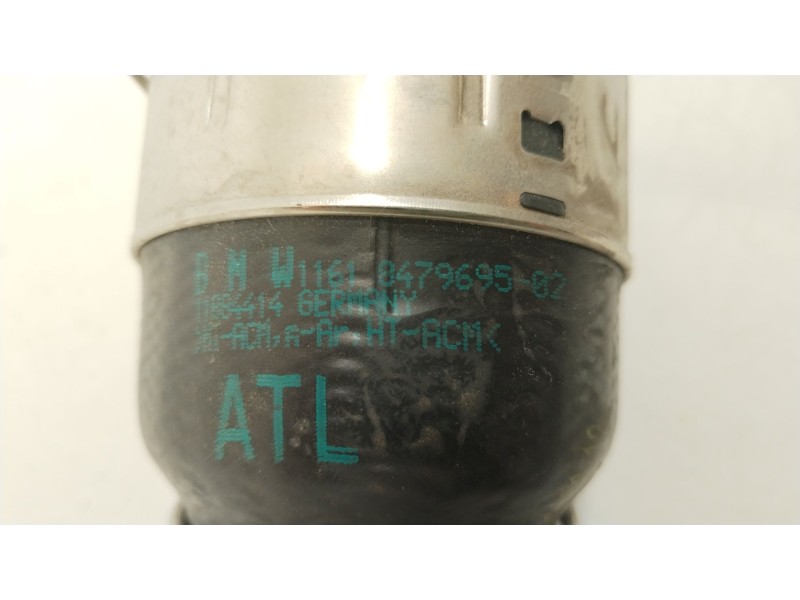 B M W 1161 8479695-02
GERMANY
HT-ACM<
ATL